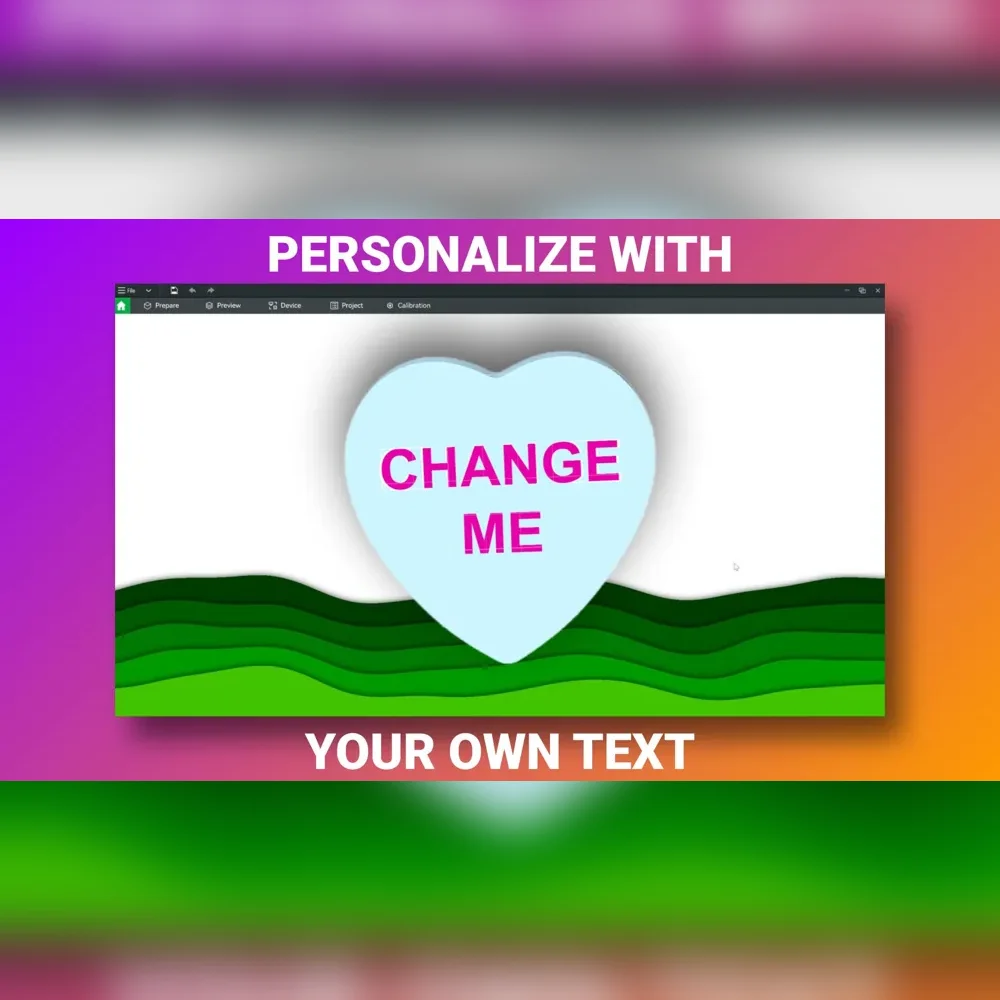 PERSONALIZE WITH
File
Prepare Preview Device Project Calibration
CHANGE
ME
YOUR OWN TEXT